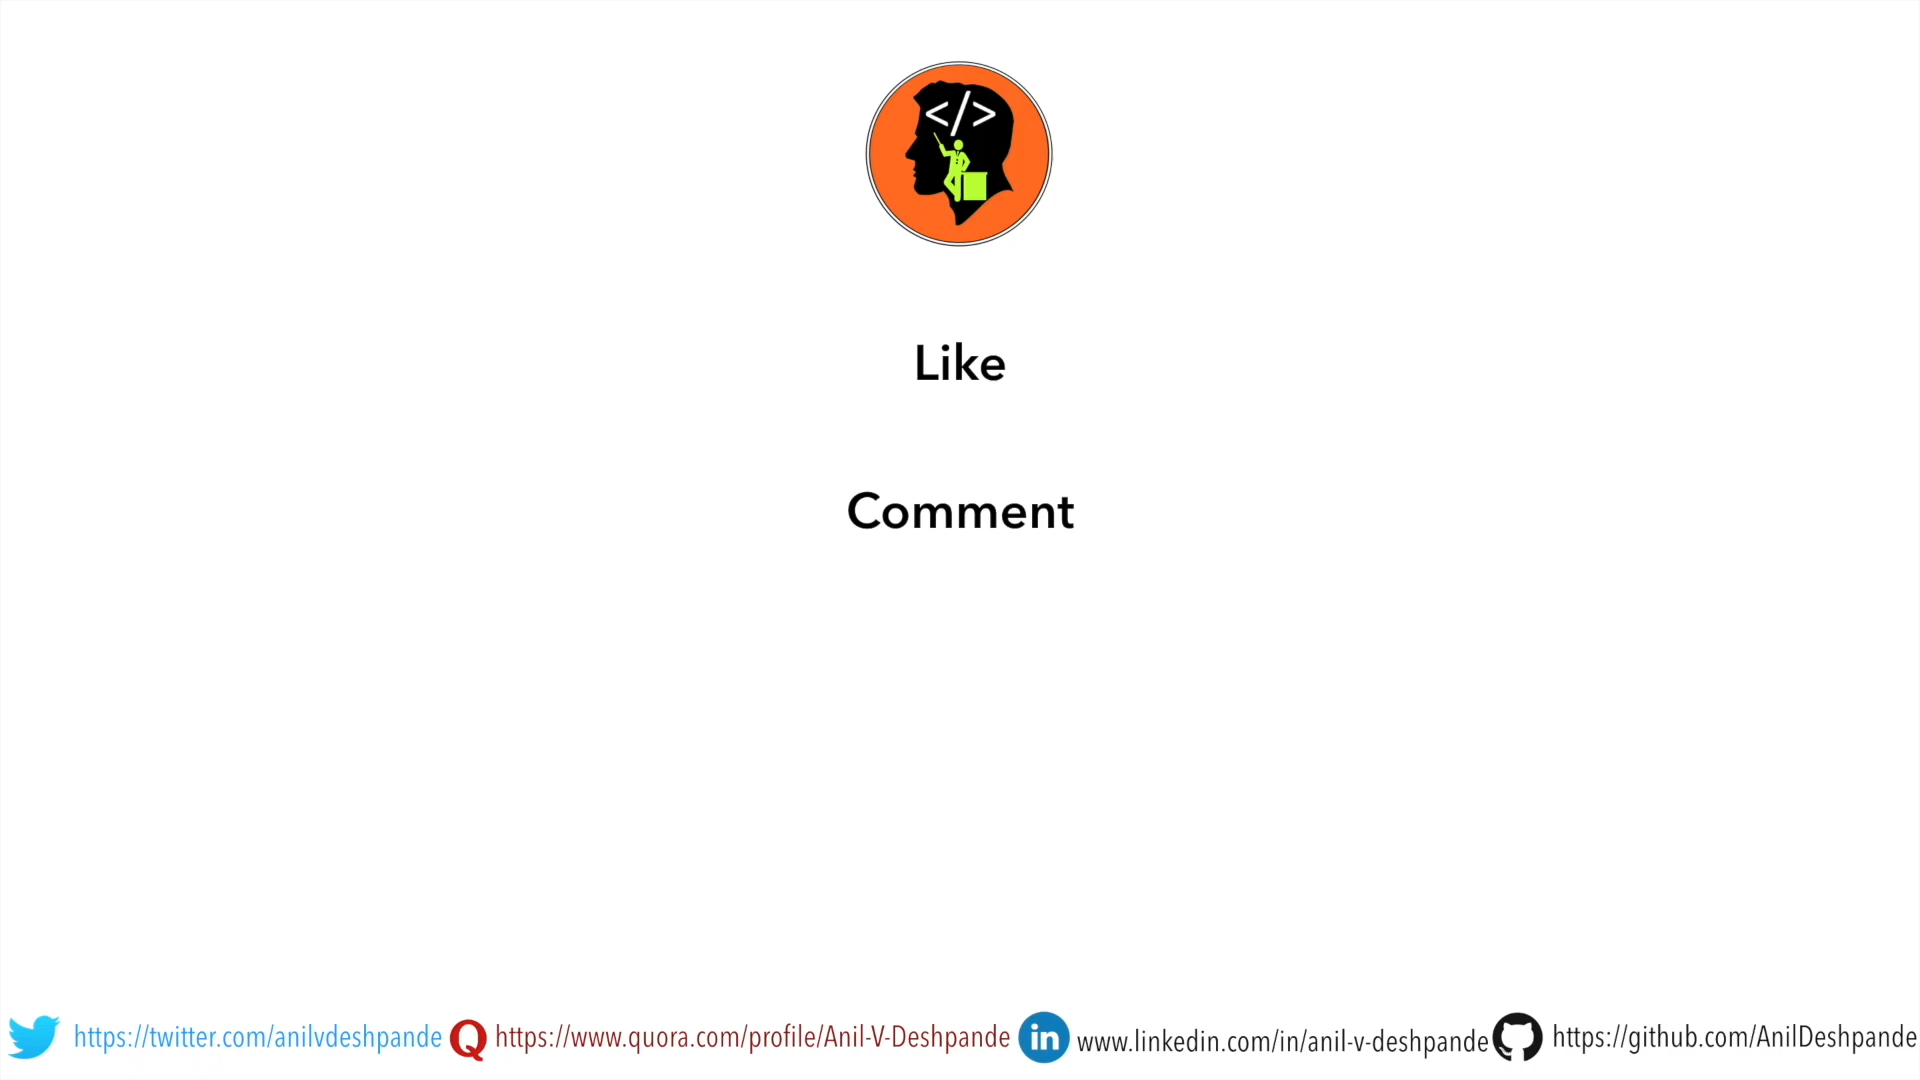 </>
Like
Comment
https://twitter.com/anilvdeshpande
https://www.quora.com/profile/Anil-V-Deshpande
www.linkedin.com/in/anil-v-deshpande
https://github.com/AnilDeshpande